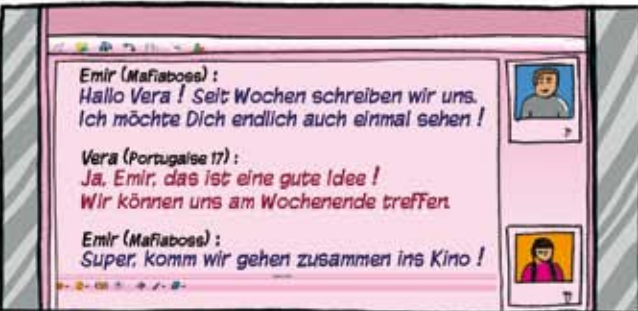 Emir (Mafiaboss) :
Hallo Vera ! Seit Wochen schreiben wir uns.
Ich möchte Dich endlich auch einmal sehen !
Vera (Portugaise 17) :
Ja, Emir, das ist eine gute Idee !
Wir können uns am Wochenende treffen.
Emir (Mafiaboss) :
Super, komm wir gehen zusammen ins Kino !